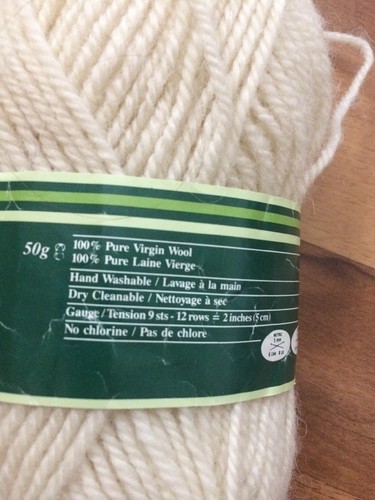 50g
100% Pure Virgin Wool
100% Pure Laine Vierge
Hand Washable / Lavage à la main
Dry Cleanable / Nettoyage à sec
Gauge/Tension 9 sts - 12 rows = 2 inches (5 cm)
No chlorine / Pas de chlore